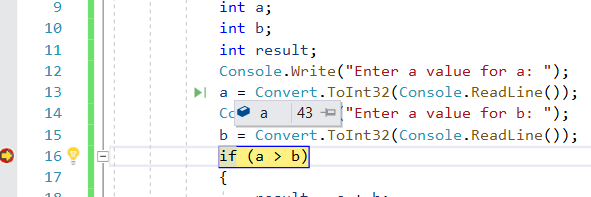 9 int a;
10 int b;
11 int result;
12 Console.Write("Enter a value for a: ");
13 a = Convert.ToInt32(Console.ReadLine());
14 Co a 43 ("Enter a value for b: ");
15 b = Convert.ToInt32(Console.ReadLine());
16 if (a > b)
17 {